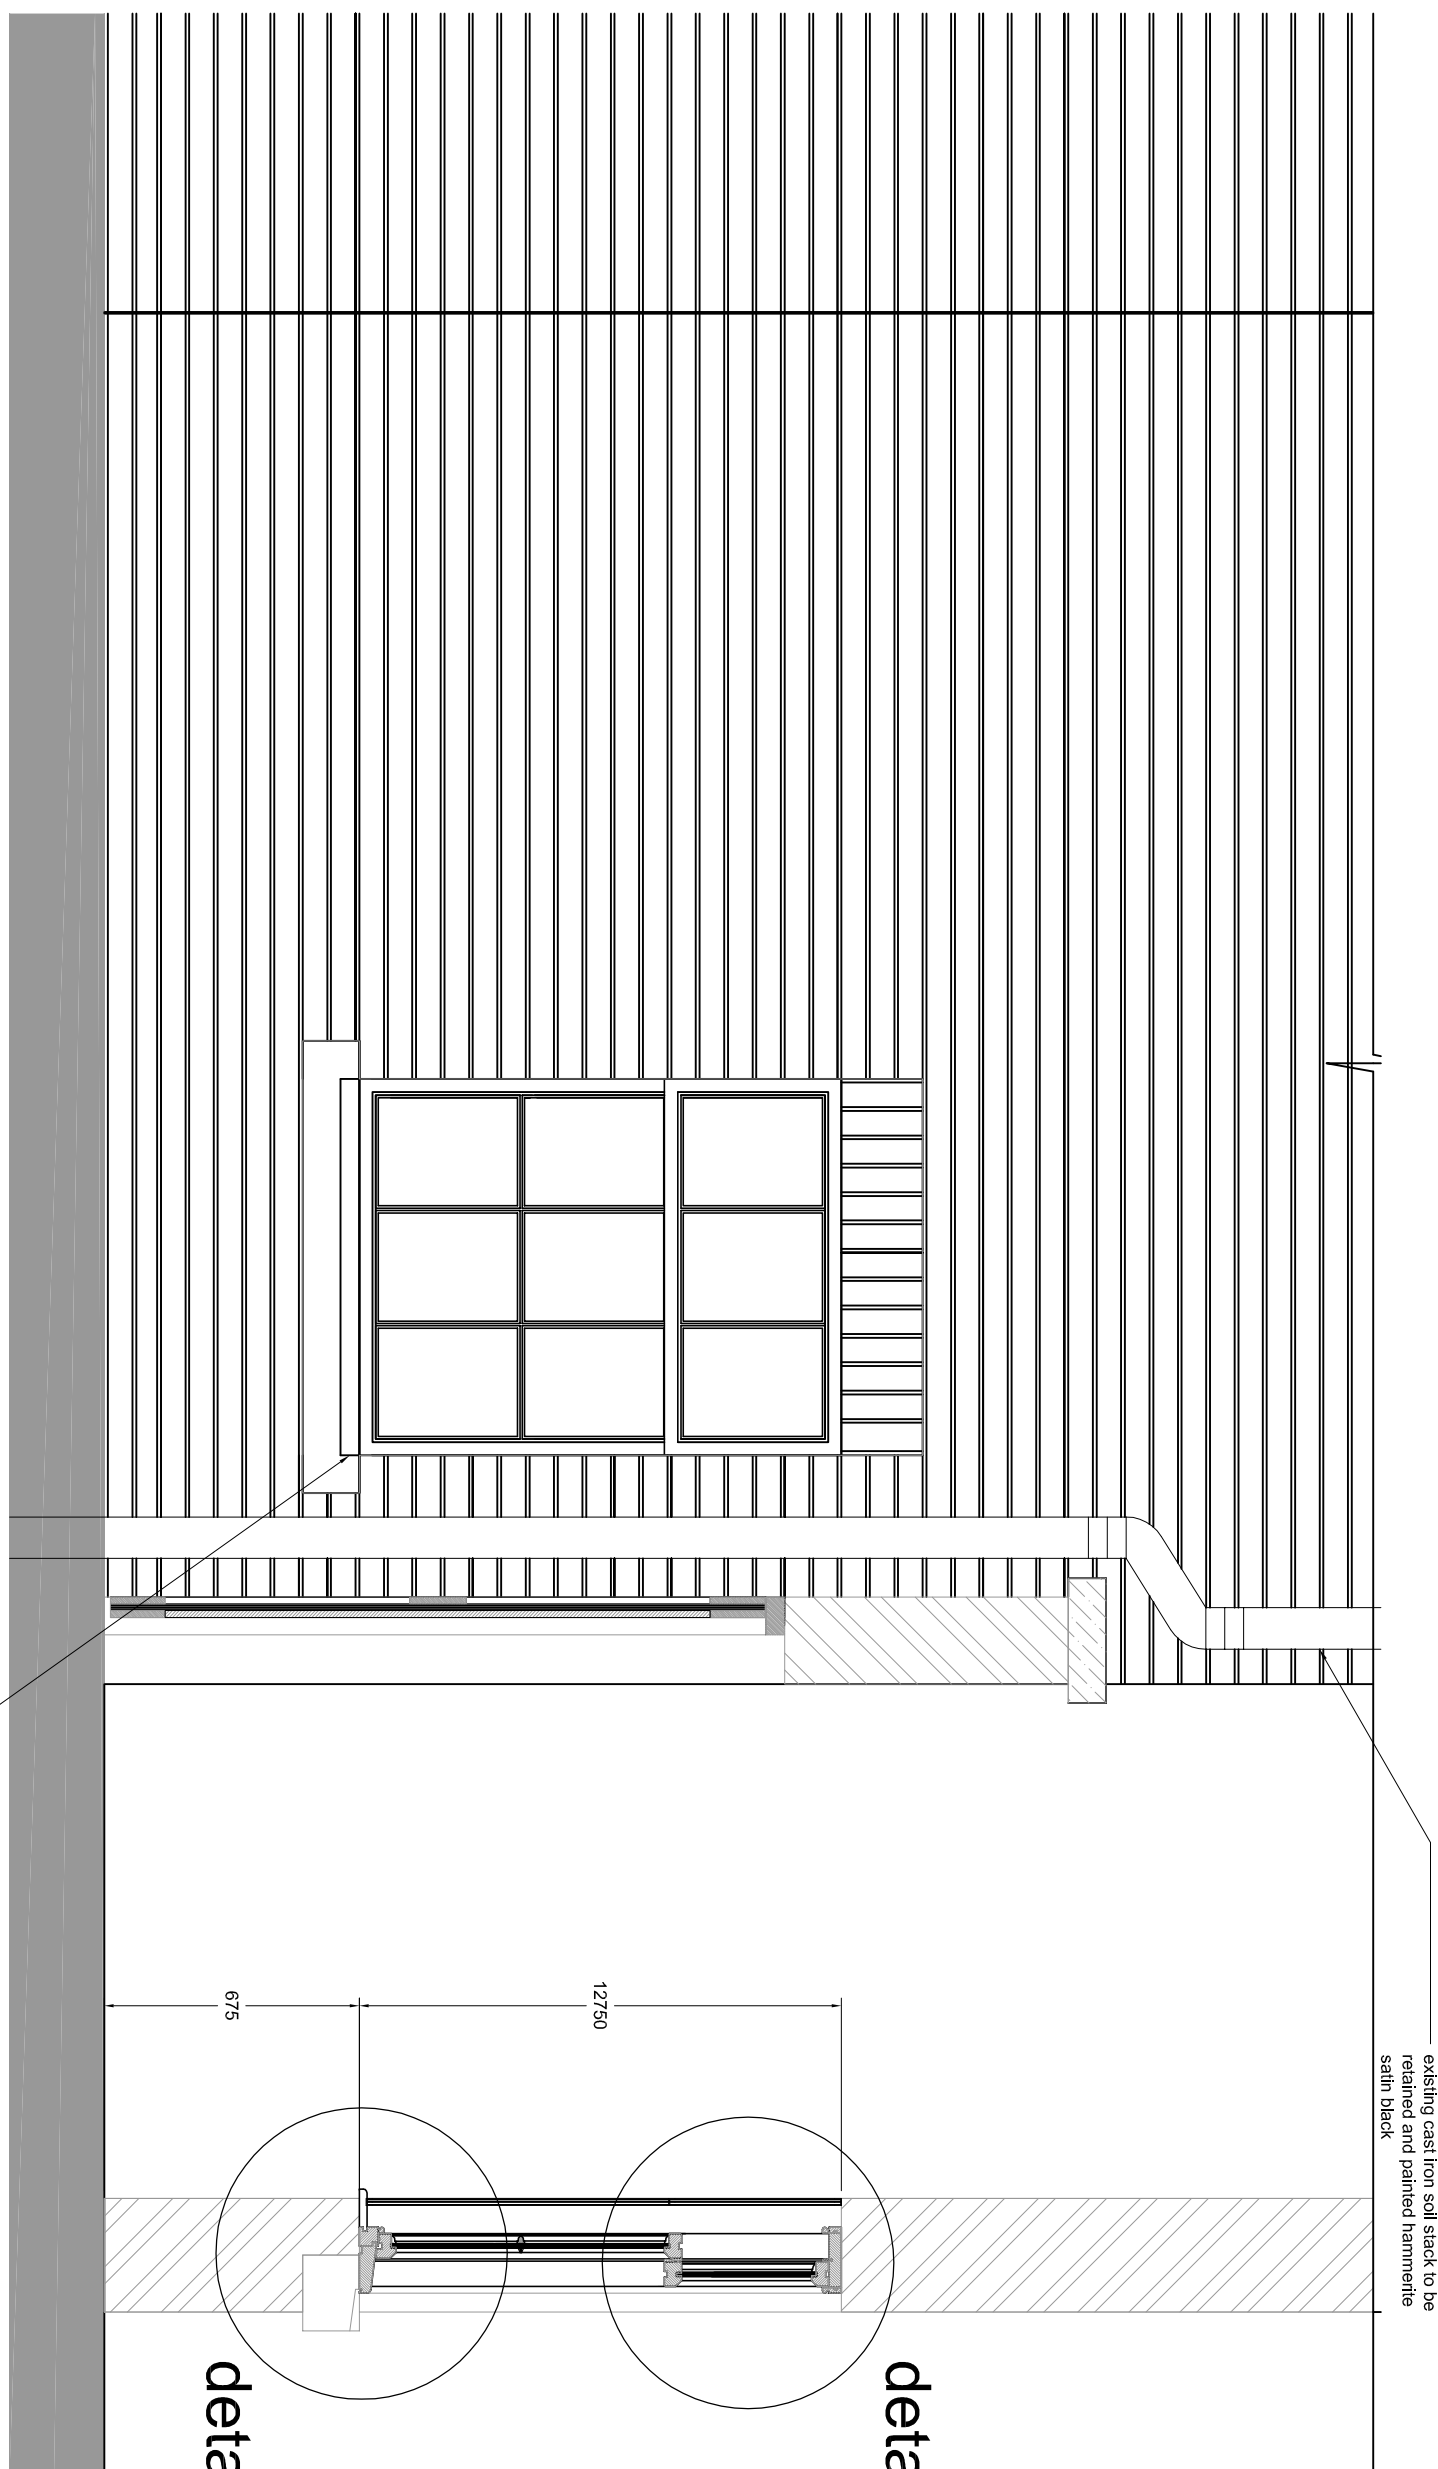 existing cast iron soil stack to be
retained and painted hammerite
satin black
12750
675
deta
deta